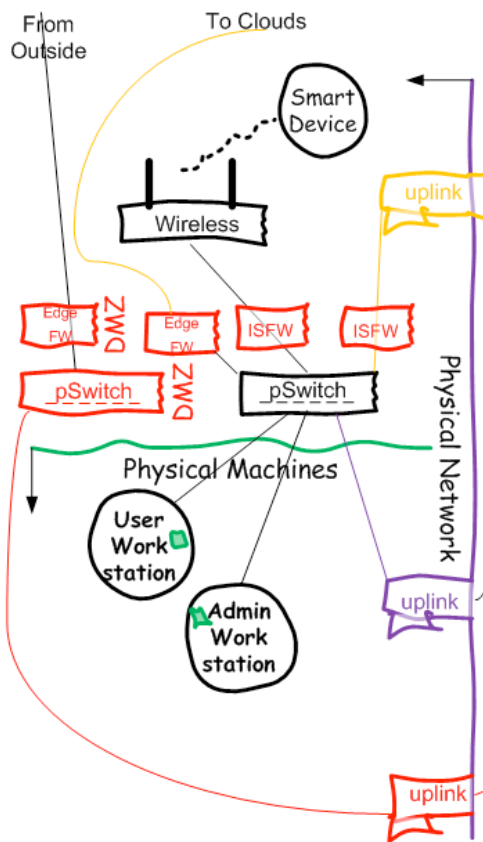 From
Outside
To Clouds
Smart
Device
uplink
Wireless
Edge
FW
DMZ
Edge
FW
ISFW
ISFW
pSwitch
DMZ
pSwitch
Physical Network
Physical Machines
User
Work
station
Admin
Work
station
uplink
uplink